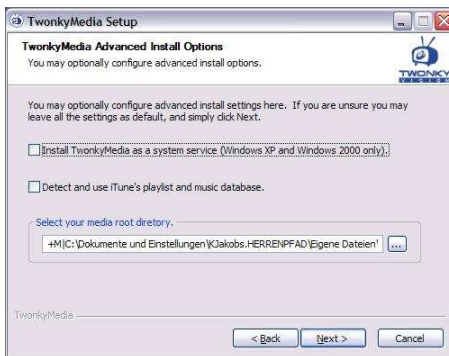 TwonkyMedia Setup
TwonkyMedia Advanced Install Options
You may optionally configure advanced install options.
TWONKY
VISION
You may optionally configure advanced install settings here. If you are unsure you may
leave all the settings as default, and simply click Next.
Install TwonkyMedia as a system service (Windows XP and Windows 2000 only).
Detect and use iTune's playlist and music database.
Select your media root diretory.
+M|C:\Dokumente und Einstellungen\KJakobs.HERRENPFAD\Eigene Dateien\
...
TwonkyMedia
< Back
Next >
Cancel